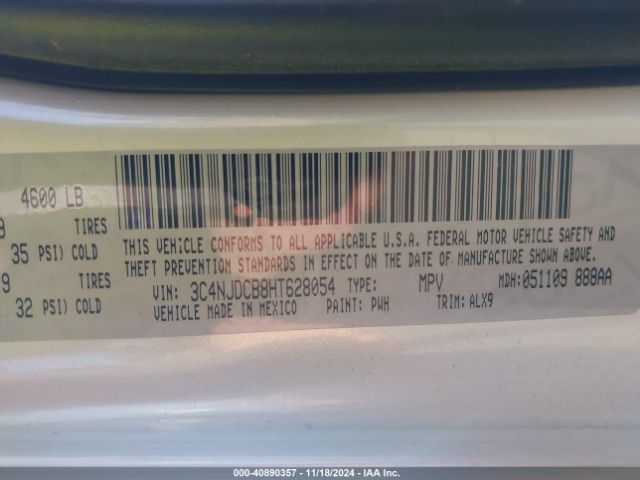 4600 LB
9 TIRES
35 PSI) COLD
9 TIRES
32 PSI) COLD
THIS VEHICLE CONFORMS TO ALL APPLICABLE U.S.A. FEDERAL MOTOR VEHICLE SAFETY AND
THEFT PREVENTION STANDARDS IN EFFECT ON THE DATE OF MANUFACTURE SHOWN ABOVE.
VIN: 3C4NJDCB8HT628054 TYPE: MPV MDH:051109 888AA
VEHICLE MADE IN MEXICO PAINT: PWH TRIM: ALX9
000-40890357 - 11/18/2024 - IAA Inc.